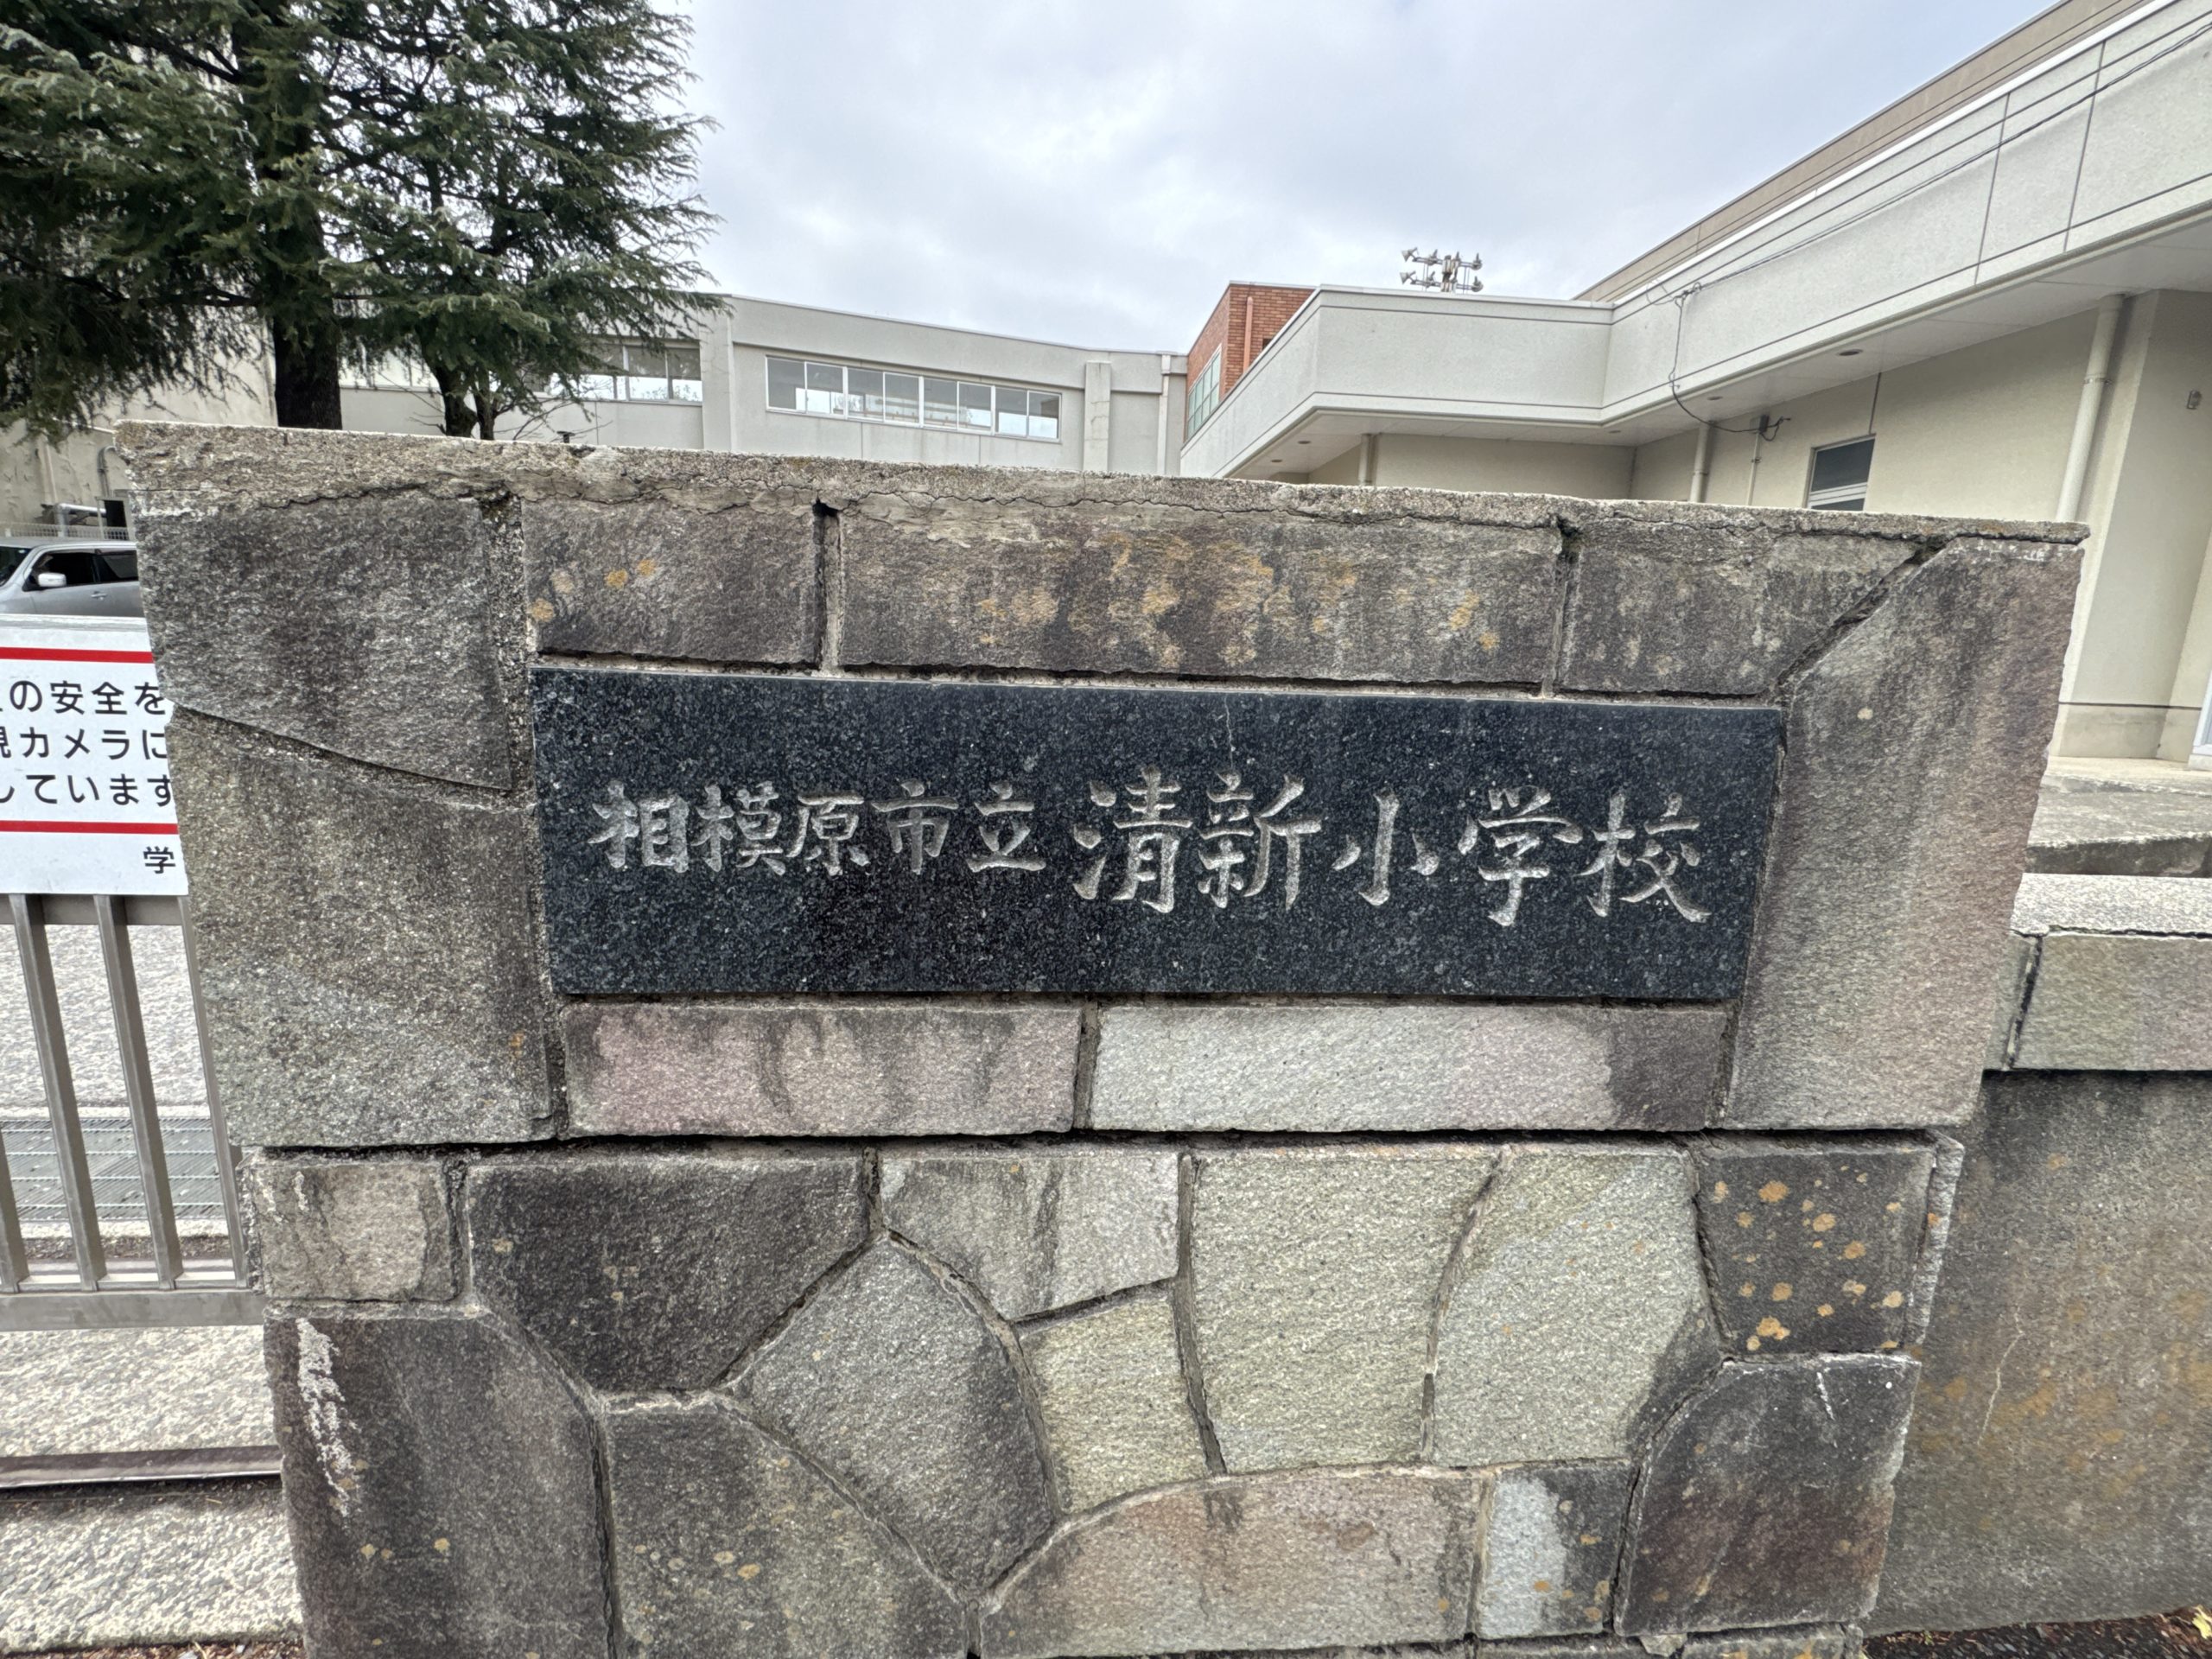 の安全を
視カメラに
しています
学
相模原市立清新小学校